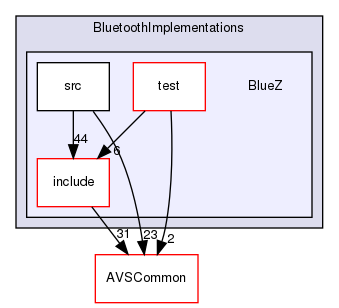 BluetoothImplementations
src
test
BlueZ
44
6
include
31
23
2
AVSCommon